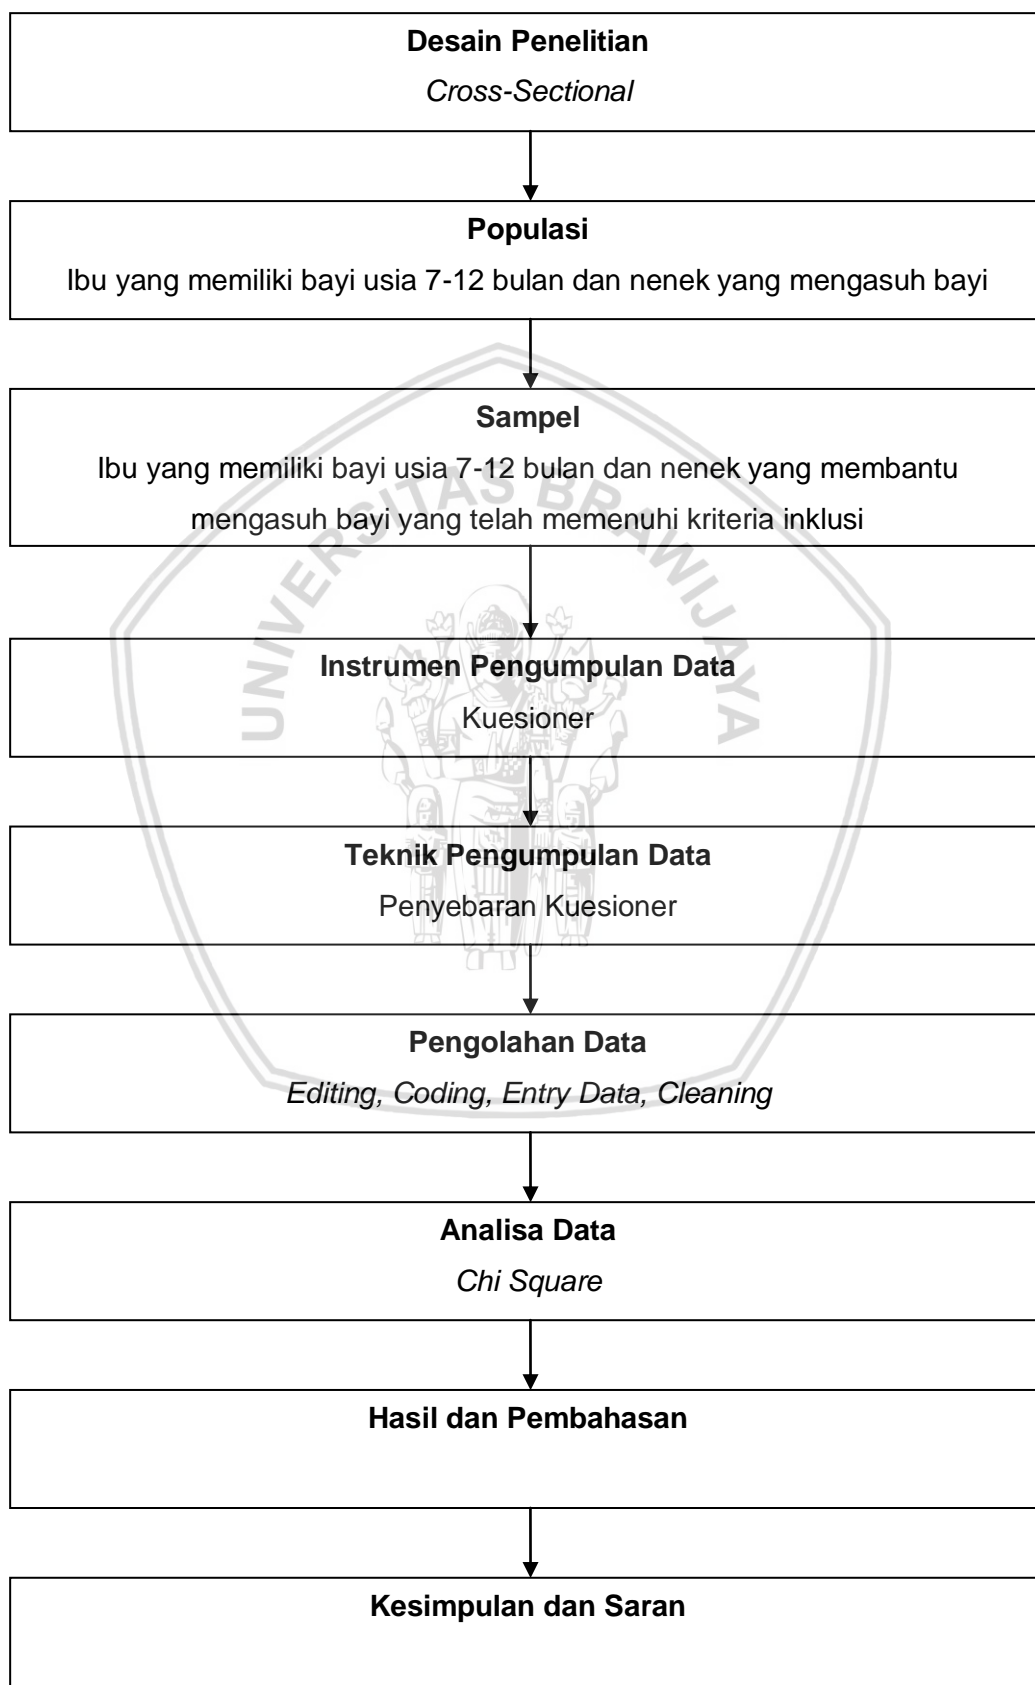 Desain Penelitian
Cross-Sectional
Populasi
Ibu yang memiliki bayi usia 7-12 bulan dan nenek yang mengasuh bayi
Sampel
Ibu yang memiliki bayi usia 7-12 bulan dan nenek yang membantu
mengasuh bayi yang telah memenuhi kriteria inklusi
UNIVERSITAS BRAWIJAYA
Instrumen Pengumpulan Data
Kuesioner
Teknik Pengumpulan Data
Penyebaran Kuesioner
Pengolahan Data
Editing, Coding, Entry Data, Cleaning
Analisa Data
Chi Square
Hasil dan Pembahasan
Kesimpulan dan Saran